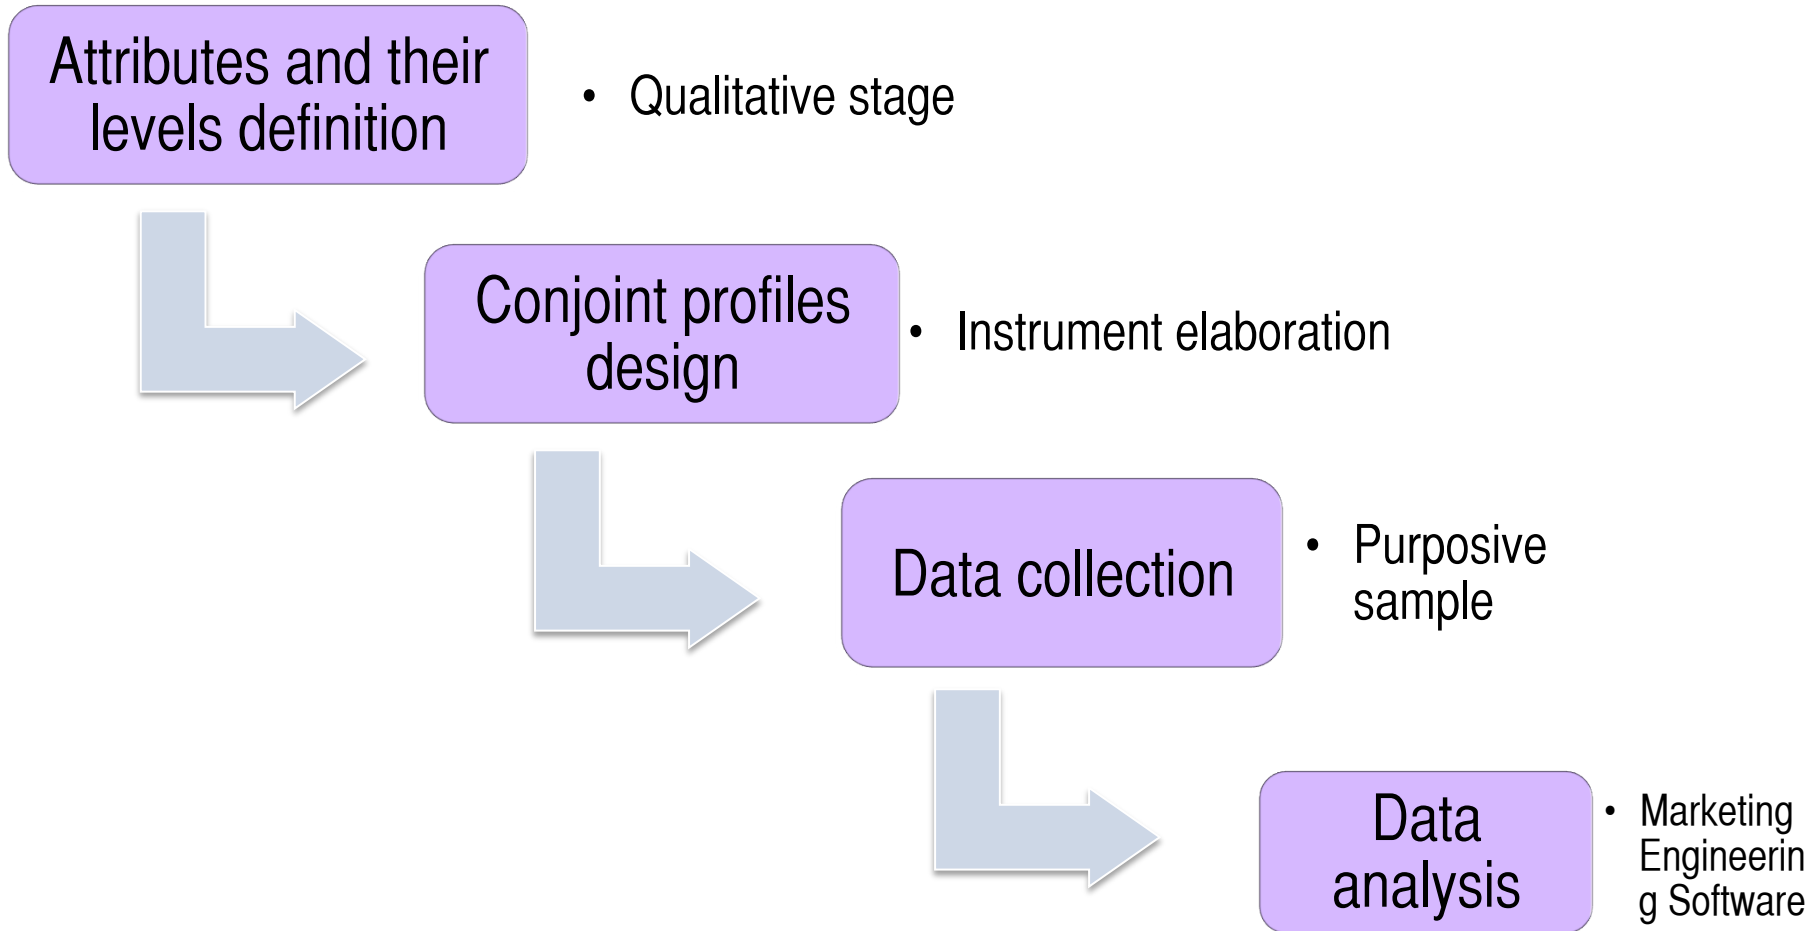 Attributes and their
levels definition
• Qualitative stage
Conjoint profiles
design
• Instrument elaboration
Data collection
• Purposive
sample
Data
analysis
• Marketing
Engineerin
g Software